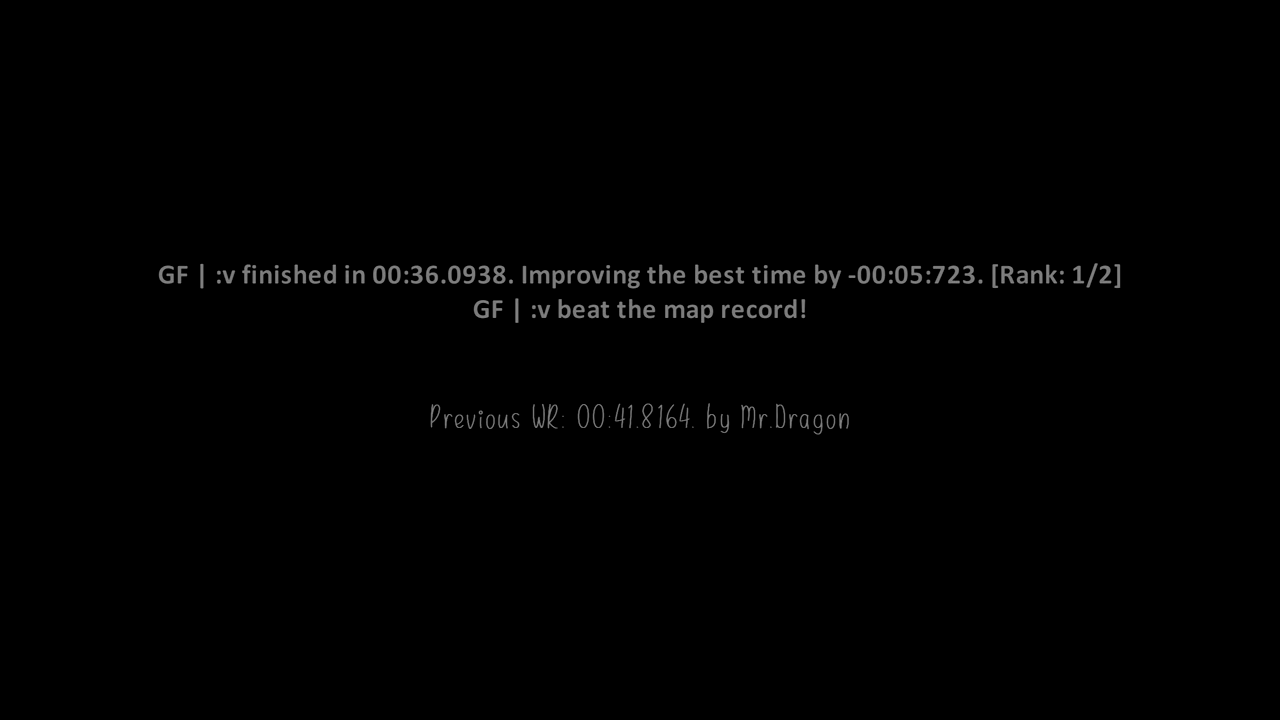 GF | :v finished in 00:36.0938. Improving the best time by -00:05:723. [Rank: 1/2]
GF | :v beat the map record!
Previous WR: 00:41.8164. by Mr.Dragon